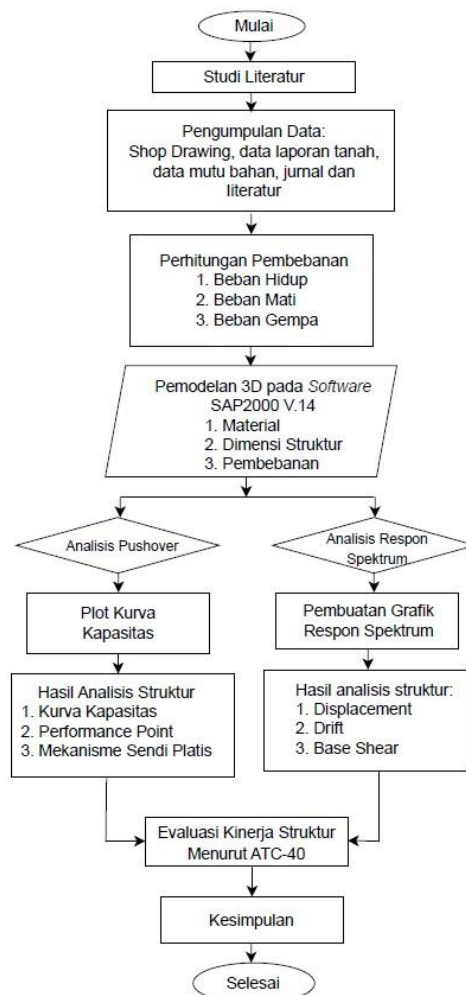 Mulai
Studi Literatur
Pengumpulan Data:
Shop Drawing, data laporan tanah,
data mutu bahan, jurnal dan
literatur
Perhitungan Pembebanan
1. Beban Hidup
2. Beban Mati
3. Beban Gempa
Pemodelan 3D pada Software
SAP2000 V.14
1. Material
2. Dimensi Struktur
3. Pembebanan
Analisis Pushover
Plot Kurva
Kapasitas
Hasil Analisis Struktur
1. Kurva Kapasitas
2. Performance Point
3. Mekanisme Sendi Platis
Analisis Respon
Spektrum
Pembuatan Grafik
Respon Spektrum
Hasil analisis struktur:
1. Displacement
2. Drift
3. Base Shear
Evaluasi Kinerja Struktur
Menurut ATC-40
Kesimpulan
Selesai